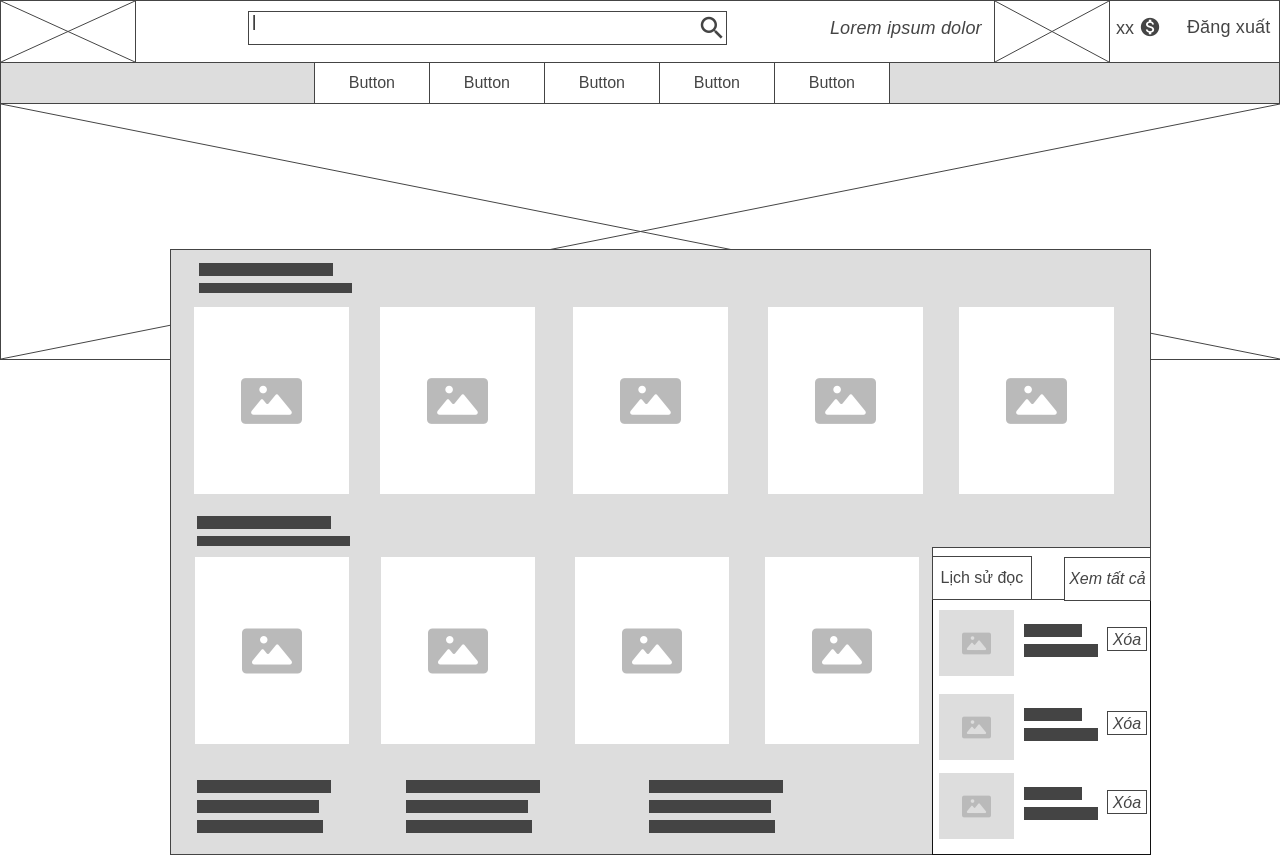 Lorem ipsum dolor
xx
Đăng xuất
Button
Button
Button
Button
Button
Lịch sử đọc
Xem tất cả
Xóa
Xóa
Xóa